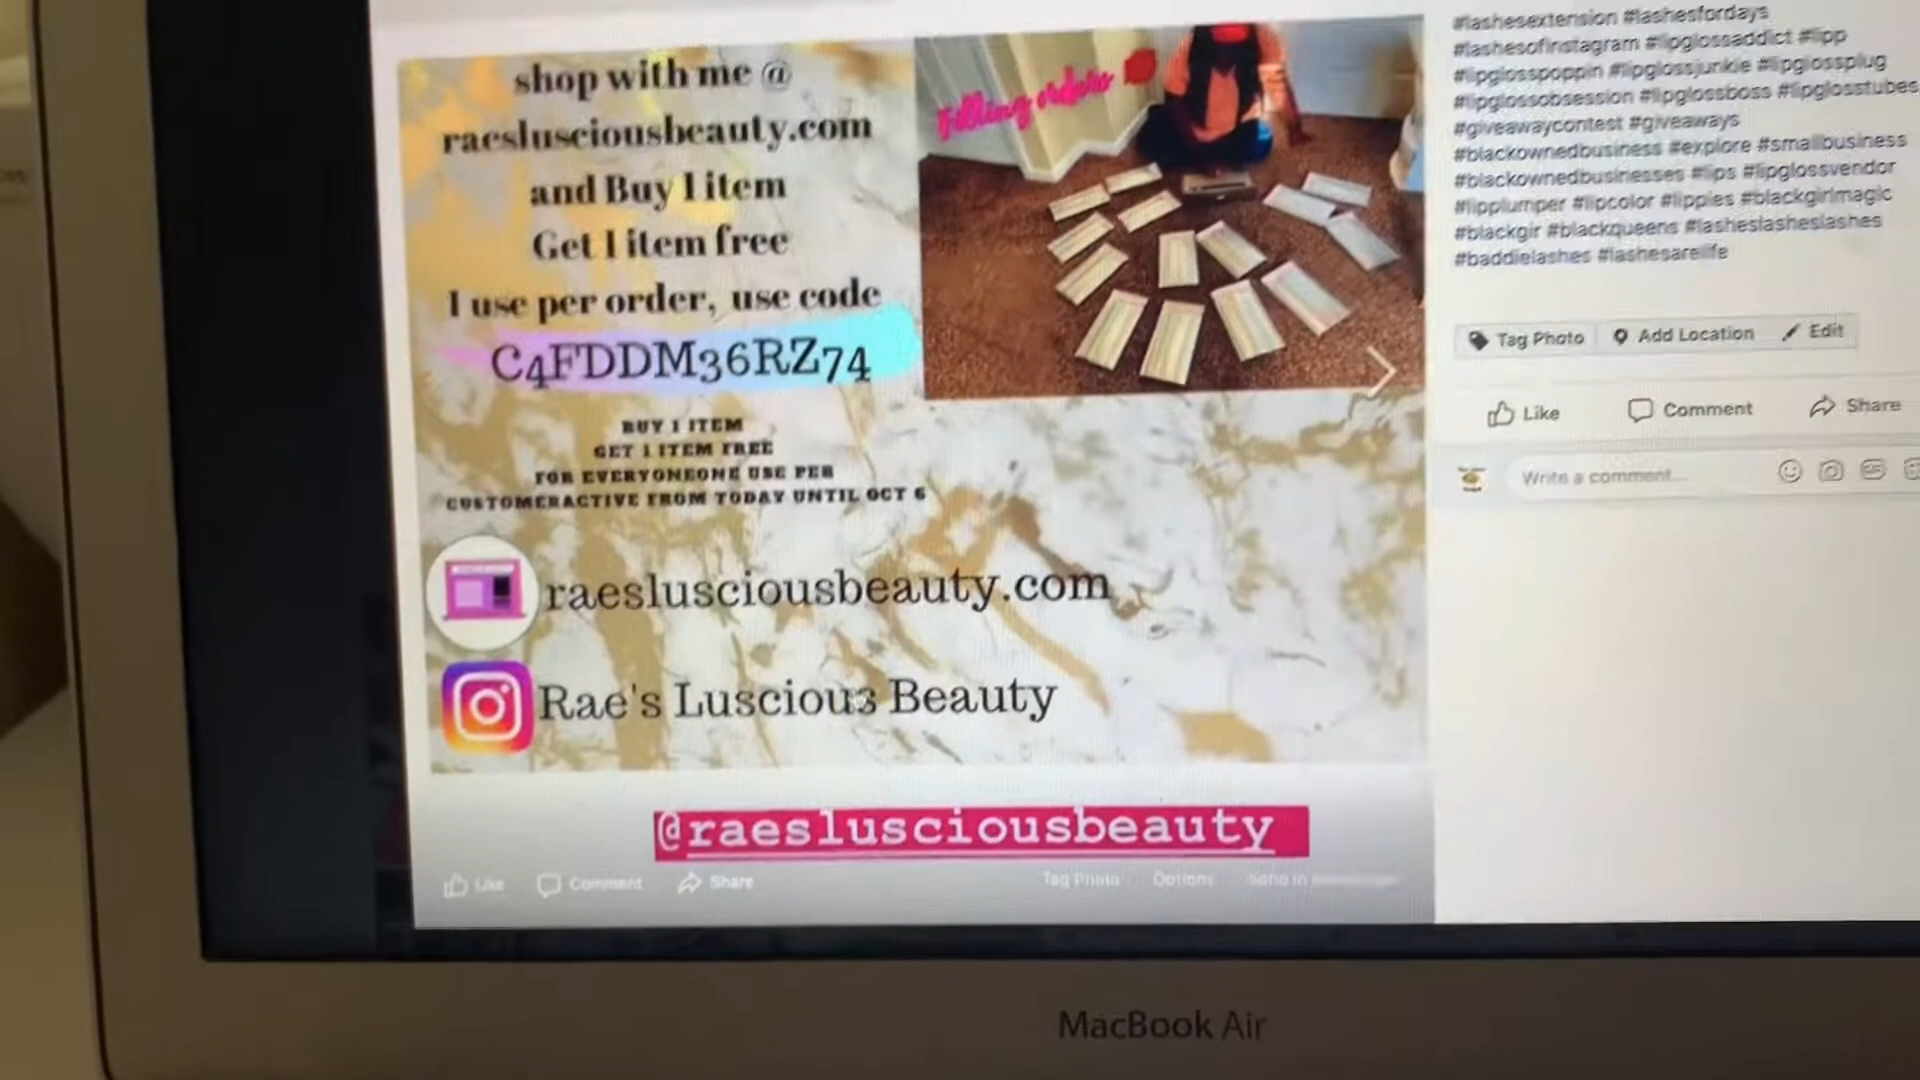 shop with me @
raeslusciousbeauty.com
and Buy 1 item
Get 1 item free
1 use per order, use code
C4FDDM36RZ74
BUY 1 ITEM
GET 1 ITEM FREE
FOR EVERYONEONE USE PER
CUSTOMERACTIVE FROM TODAY UNTIL OCT 6
raeslusciousbeauty.com
Rae's Luscious Beauty
@raeslusciousbeauty
Like Comment Share
Tag Photo Options Send in
Filling orders
#lashesextension #lashesfordays
#lashesofinstagram #lipglossaddict #lipp
#lipglosspoppin #lipglossjunkie #lipglossplug
#lipglossobsession #lipglossboss #lipglosstubes
#giveawaycontest #giveaways
#blackownedbusiness #explore #smallbusiness
#blackownedbusinesses #lips #lipglossvendor
#lipplumper #lipcolor #lippies #blackgirlmagic
#blackgir #blackqueens #lasheslasheslashes
#baddielashes #lashesarelife
Tag Photo Add Location Edit
Like Comment Share
Write a comment...
MacBook Air